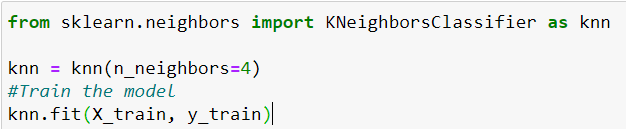 from sklearn.neighbors import KNeighborsClassifier as knn
knn = knn(n_neighbors=4)
#Train the model
knn.fit(X_train, y_train)